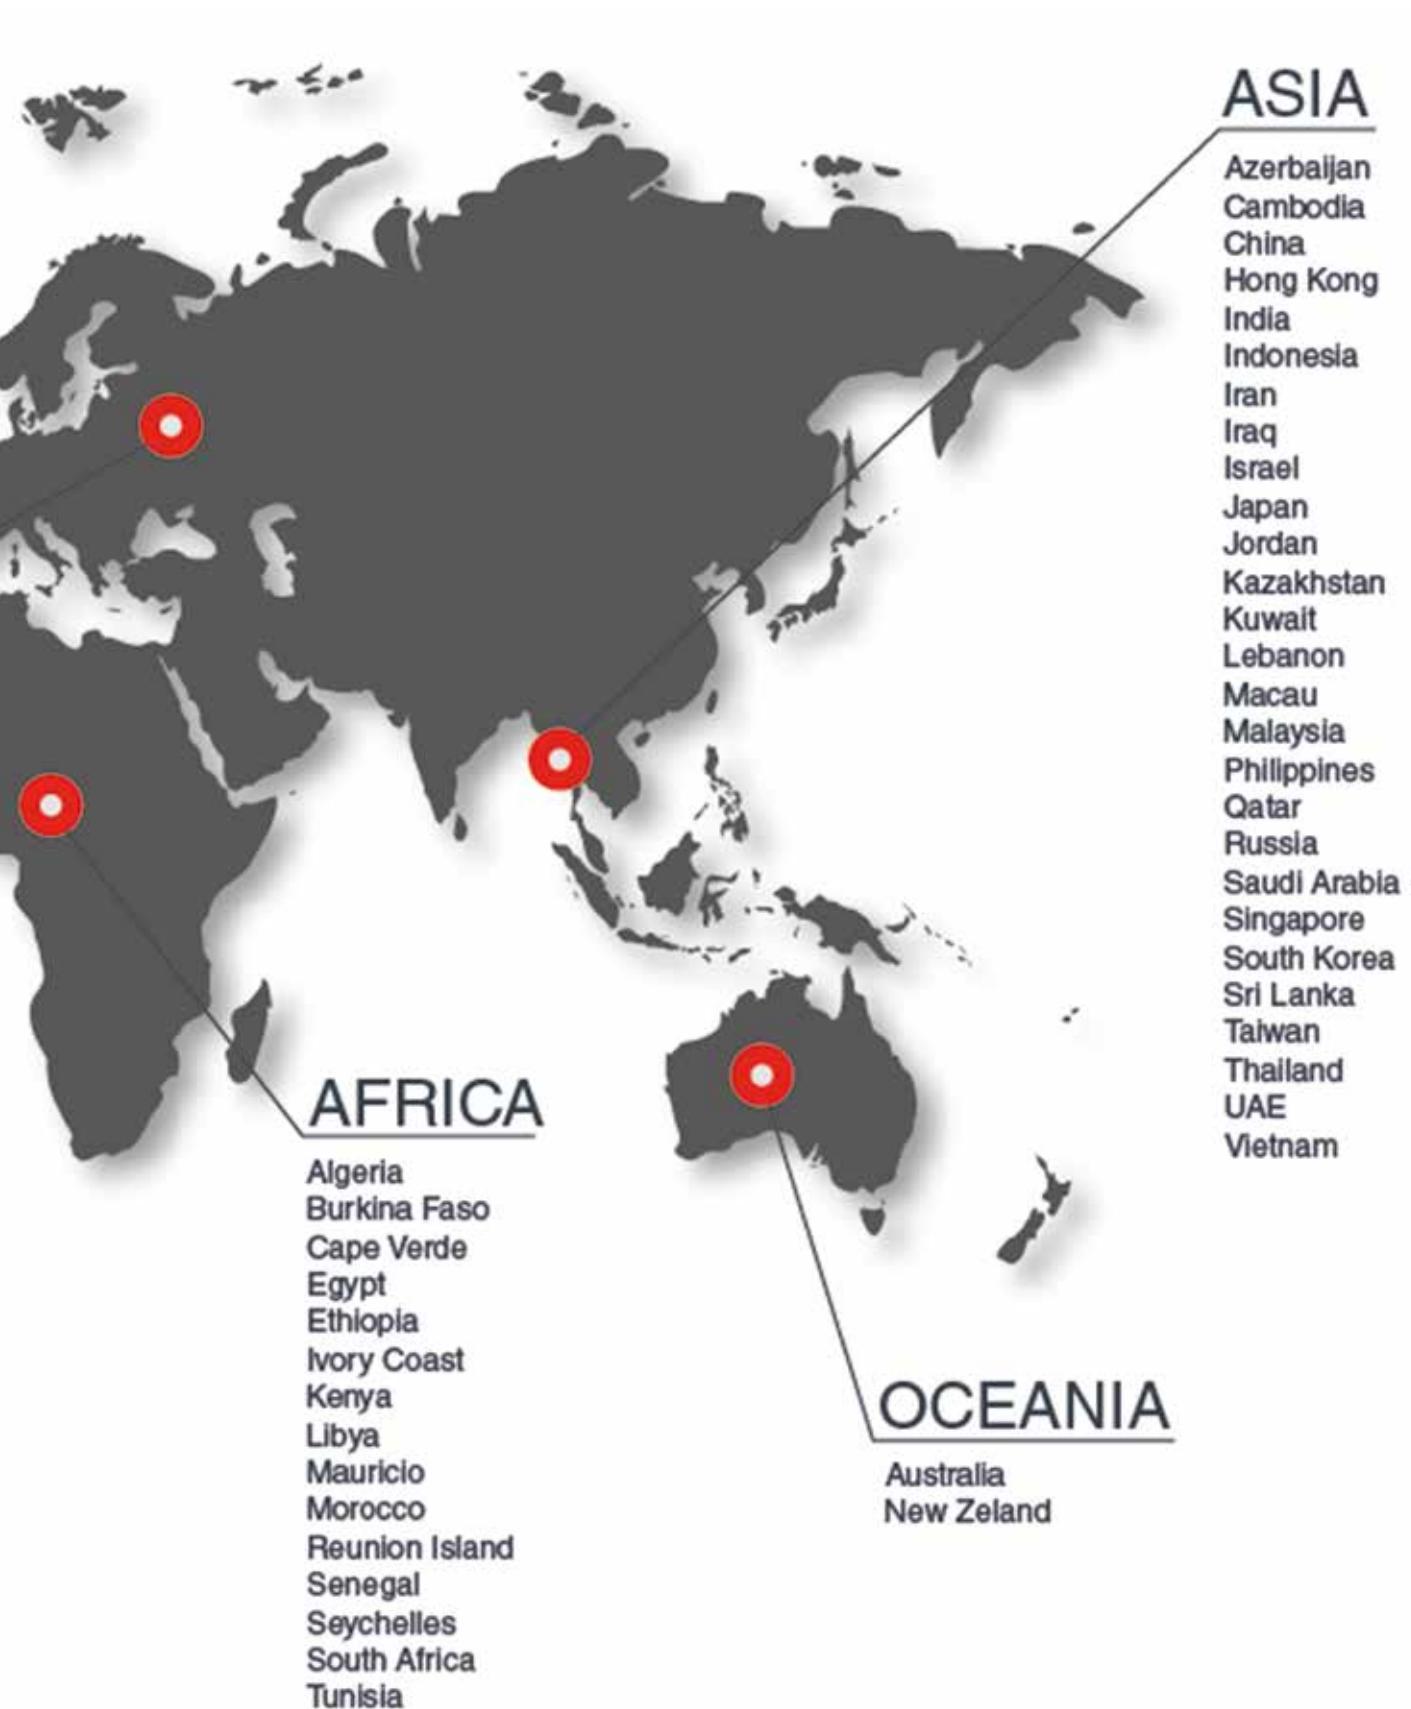 ASIA
Azerbaijan
Cambodia
China
Hong Kong
India
Indonesia
Iran
Iraq
Israel
Japan
Jordan
Kazakhstan
Kuwait
Lebanon
Macau
Malaysia
Philippines
Qatar
Russia
Saudi Arabia
Singapore
South Korea
Sri Lanka
Taiwan
Thailand
UAE
Vietnam
AFRICA
Algeria
Burkina Faso
Cape Verde
Egypt
Ethiopia
Ivory Coast
Kenya
Libya
Mauricio
Morocco
Reunion Island
Senegal
Seychelles
South Africa
Tunisia
OCEANIA
Australia
New Zeland